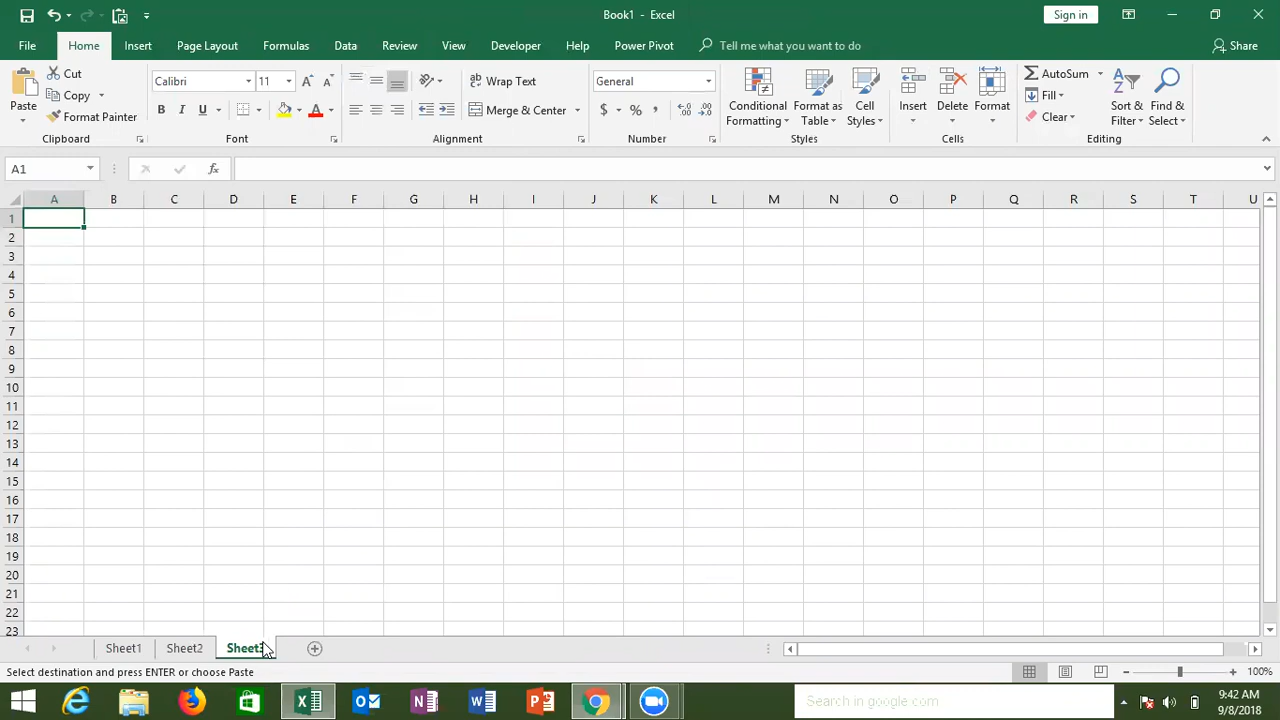 Book1 - Excel
Sign in
File Home Insert Page Layout Formulas Data Review View Developer Help Power Pivot Tell me what you want to do Share
Paste
Cut
Copy
Format Painter
Clipboard
Calibri 11
B I U A
Font
Wrap Text
Merge & Center
Alignment
General
$ % ,
Number
Conditional Formatting
Format as Table
Cell Styles
Styles
Insert
Delete
Format
Cells
AutoSum
Fill
Clear
Sort & Filter
Find & Select
Editing
A1 fx
A B C D E F G H I J K L M N O P Q R S T U
1
2
3
4
5
6
7
8
9
10
11
12
13
14
15
16
17
18
19
20
21
22
23
Sheet1 Sheet2 Sheet3
Select destination and press ENTER or choose Paste 100%
Search in google.com
9:42 AM
9/8/2018